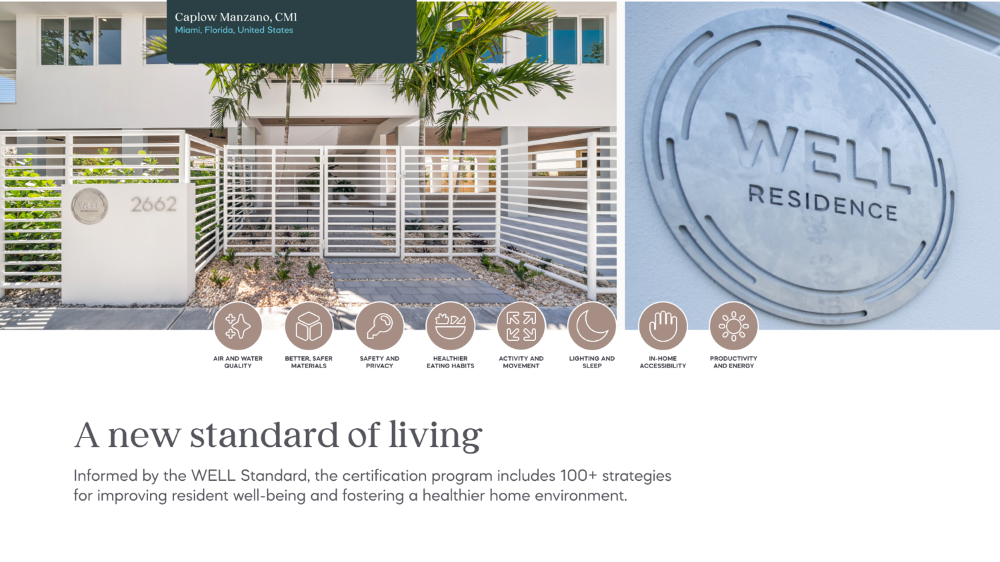 Caplow Manzano, CM1
Miami, Florida, United States
WELL
RESIDENCE
2662
WELL
RESIDENCE
AIR AND WATER
QUALITY
BETTER, SAFER
MATERIALS
SAFETY AND
PRIVACY
HEALTHIER
EATING HABITS
ACTIVITY AND
MOVEMENT
LIGHTING AND
SLEEP
IN-HOME
ACCESSIBILITY
PRODUCTIVITY
AND ENERGY
A new standard of living
Informed by the WELL Standard, the certification program includes 100+ strategies
for improving resident well-being and fostering a healthier home environment.